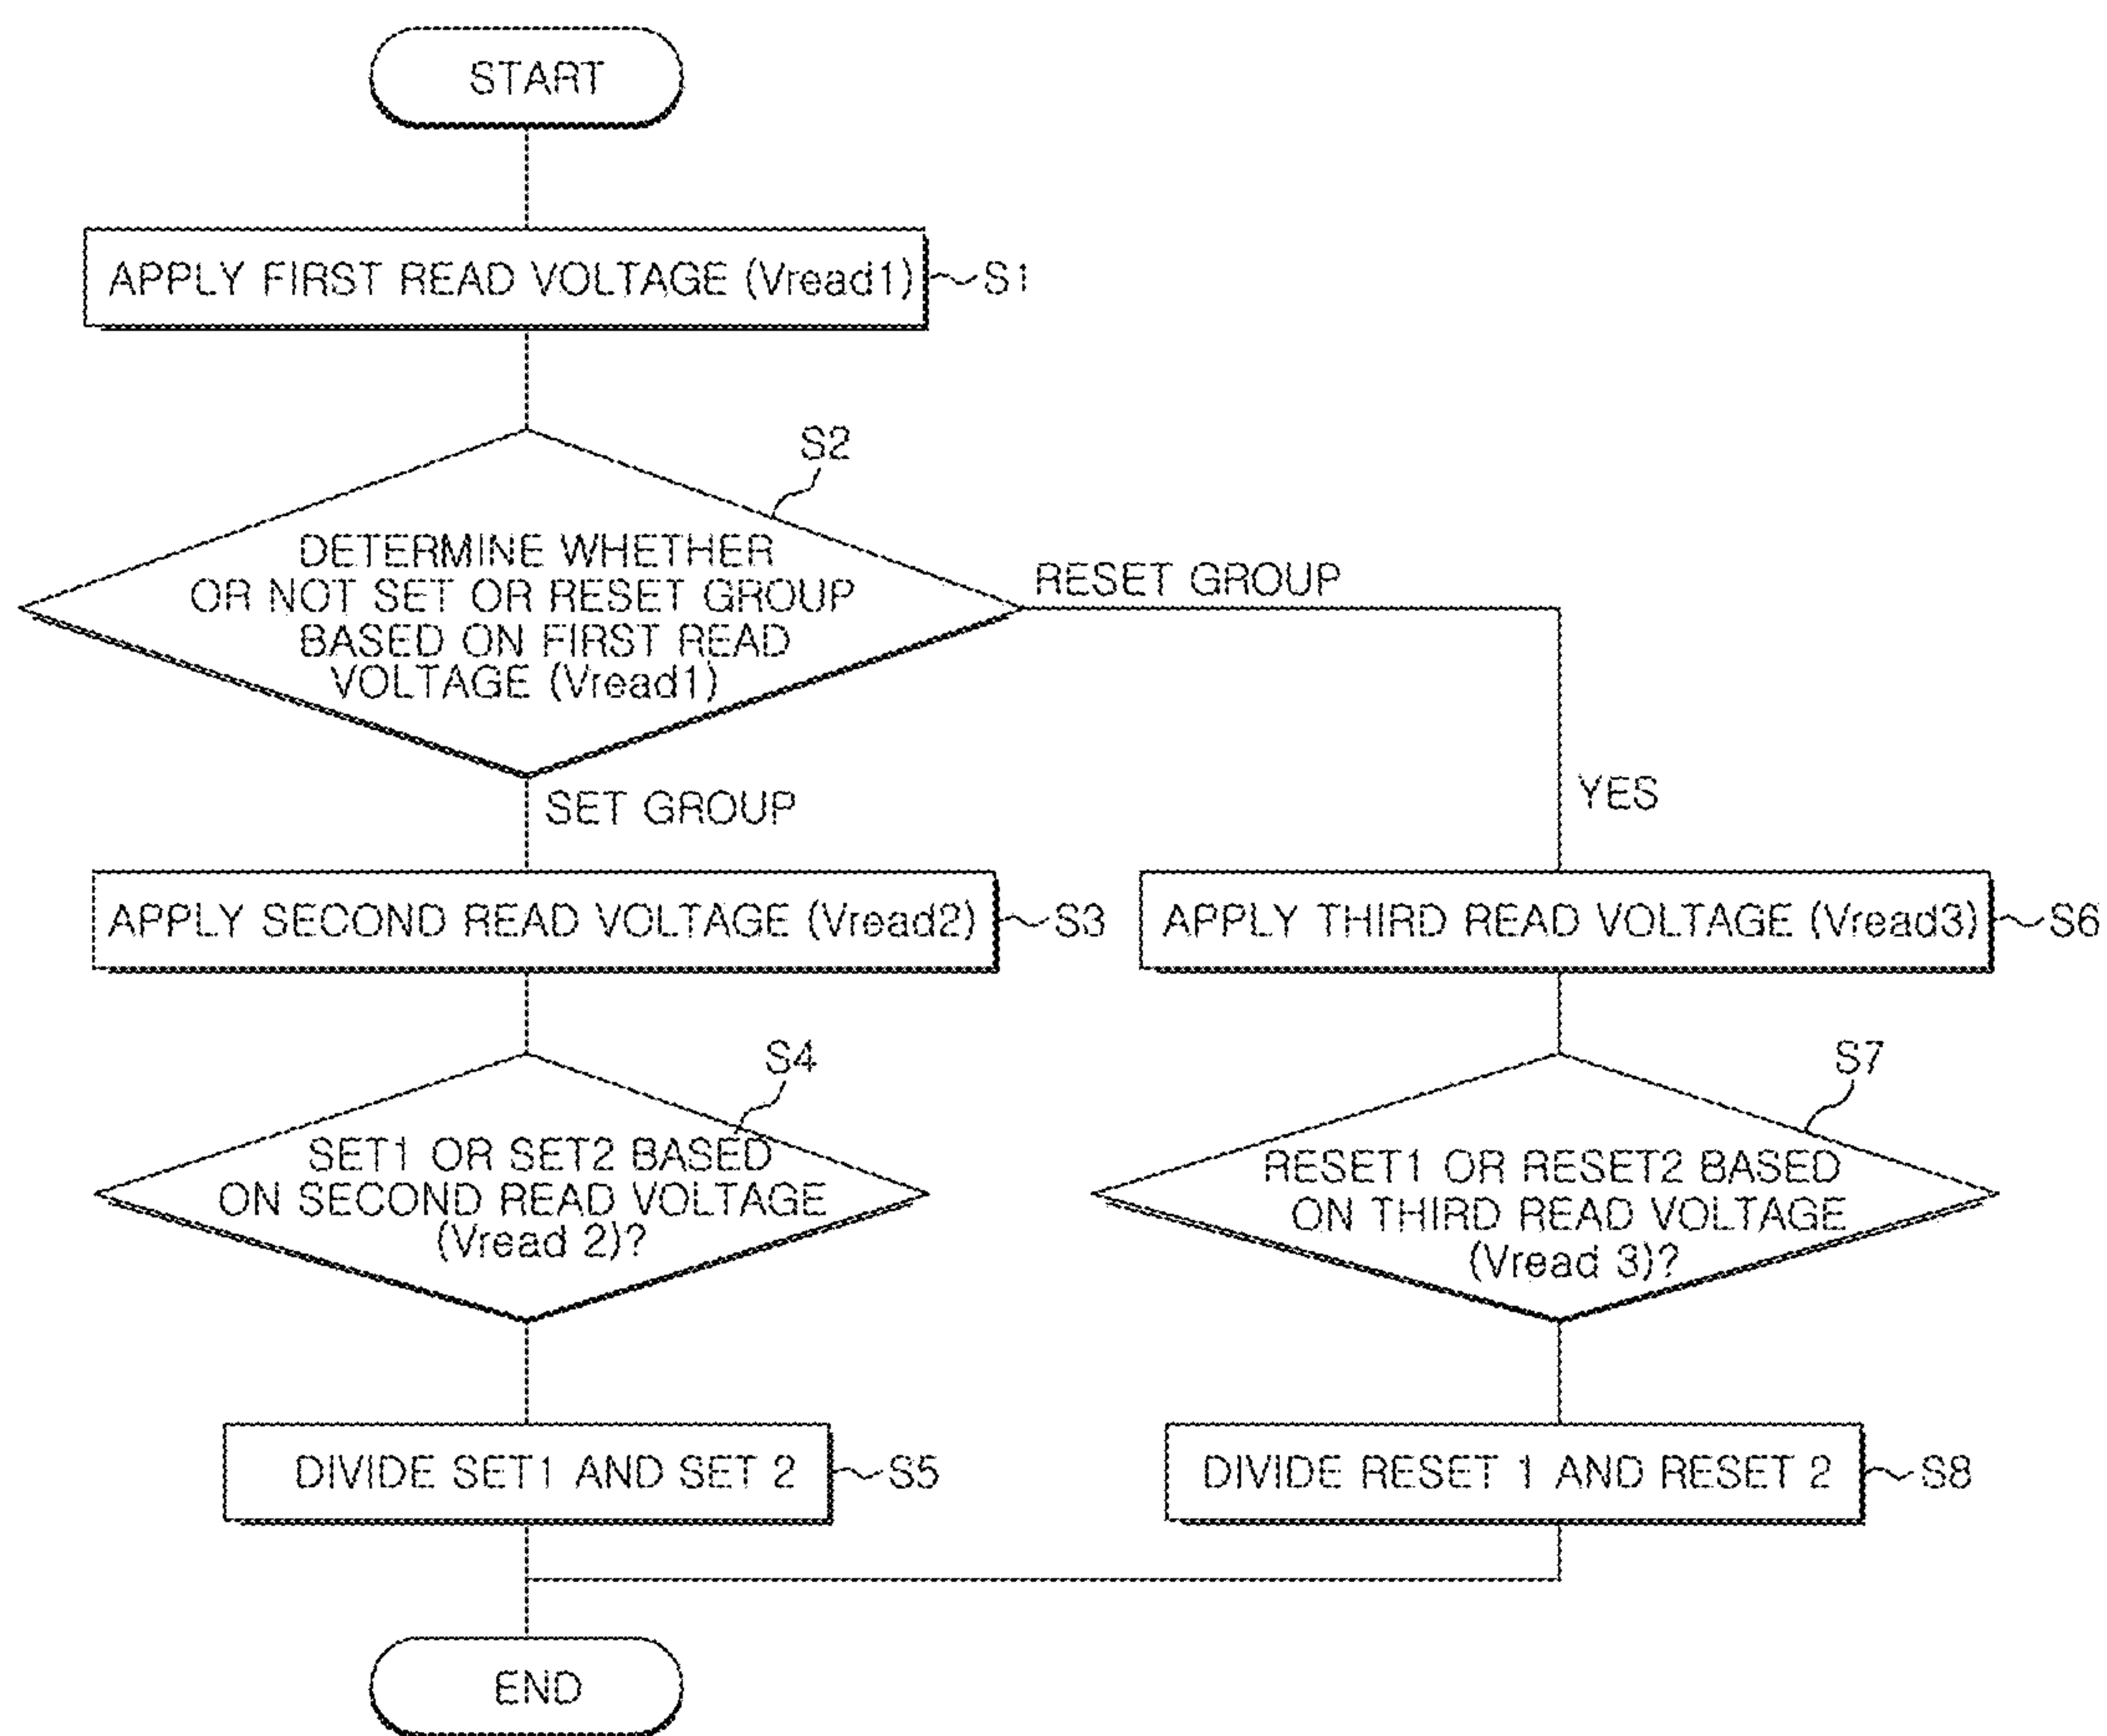 START
APPLY FIRST READ VOLTAGE (Vread1)
S1
S2
DETERMINE WHETHER
OR NOT SET OR RESET GROUP
BASED ON FIRST READ
VOLTAGE (Vread1)
RESET GROUP
SET GROUP
YES
APPLY SECOND READ VOLTAGE (Vread2)
S3
APPLY THIRD READ VOLTAGE (Vread3)
S6
S4
SET1 OR SET2 BASED
ON SECOND READ VOLTAGE
(Vread 2)?
S7
RESET1 OR RESET2 BASED
ON THIRD READ VOLTAGE
(Vread 3)?
DIVIDE SET1 AND SET 2
S5
DIVIDE RESET 1 AND RESET 2
S8
END